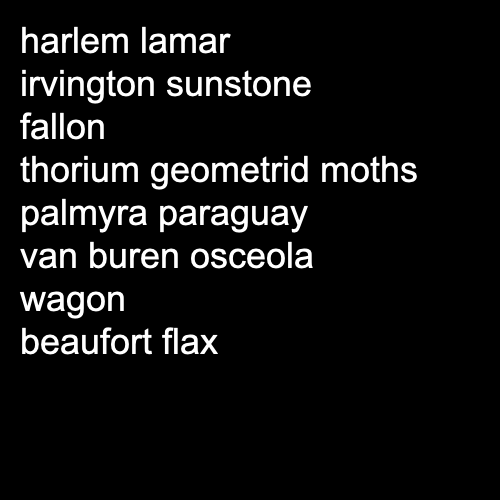 harlem lamar
irvington sunstone
fallon
thorium geometrid moths
palmyra paraguay
van buren osceola
wagon
beaufort flax